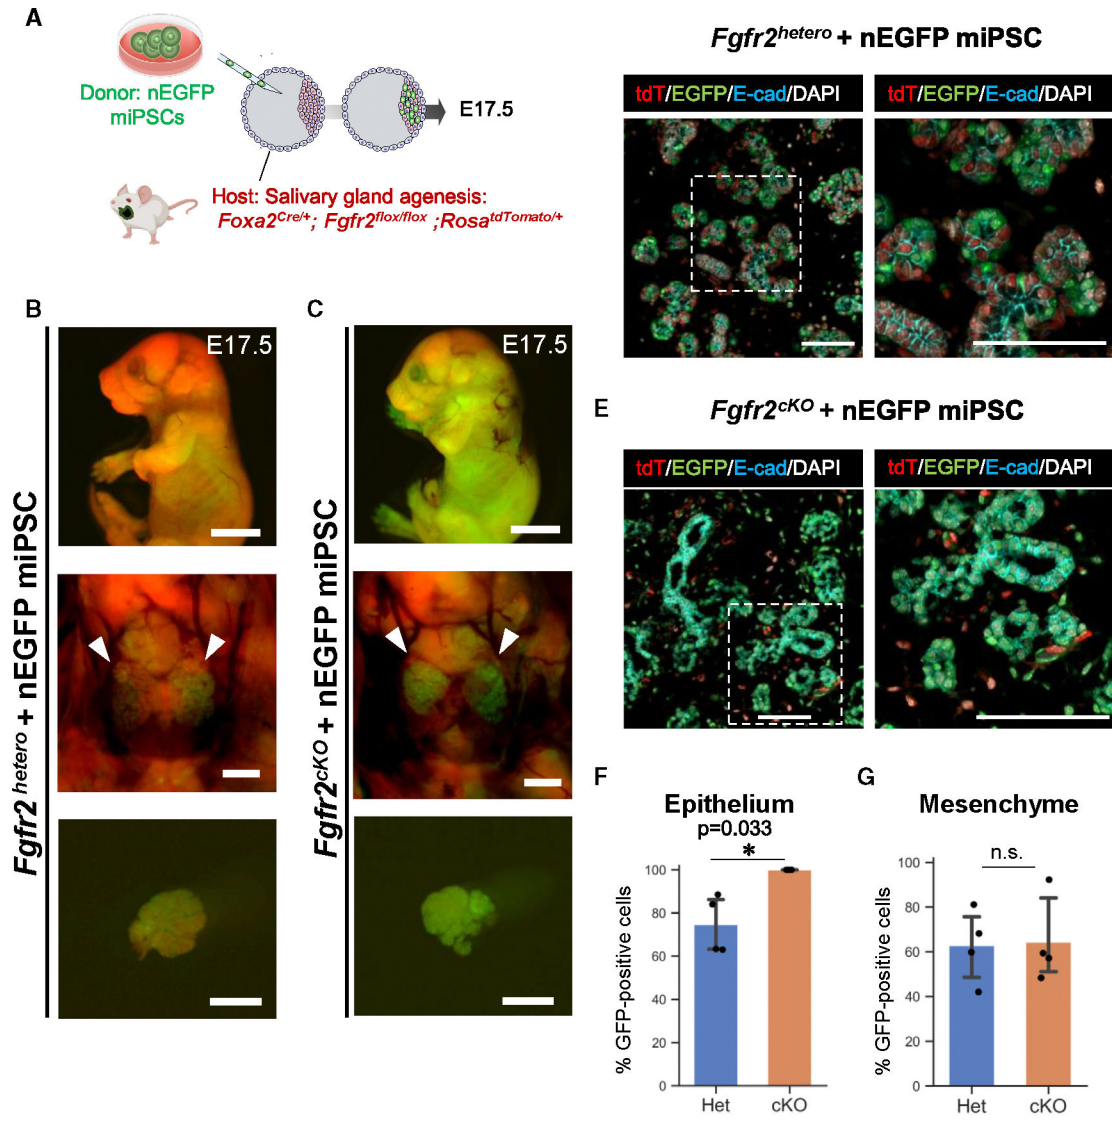 A
Donor: nEGFP
miPSCs
E17.5
Host: Salivary gland agenesis:
Foxa2Cre/+; Fgfr2flox/flox ;RosatdTomato/+
Fgfr2hetero + nEGFP miPSC
tdT/EGFP/E-cad/DAPI
tdT/EGFP/E-cad/DAPI
B
C
Fgfr2 hetero + nEGFP miPSC
E17.5
Fgfr2cKO + nEGFP miPSC
E17.5
E
Fgfr2cKO + nEGFP miPSC
tdT/EGFP/E-cad/DAPI
tdT/EGFP/E-cad/DAPI
F
Epithelium
p=0.033
*
% GFP-positive cells
100
80
60
40
20
0
Het
cKO
G
Mesenchyme
n.s.
% GFP-positive cells
100
80
60
40
20
0
Het
cKO